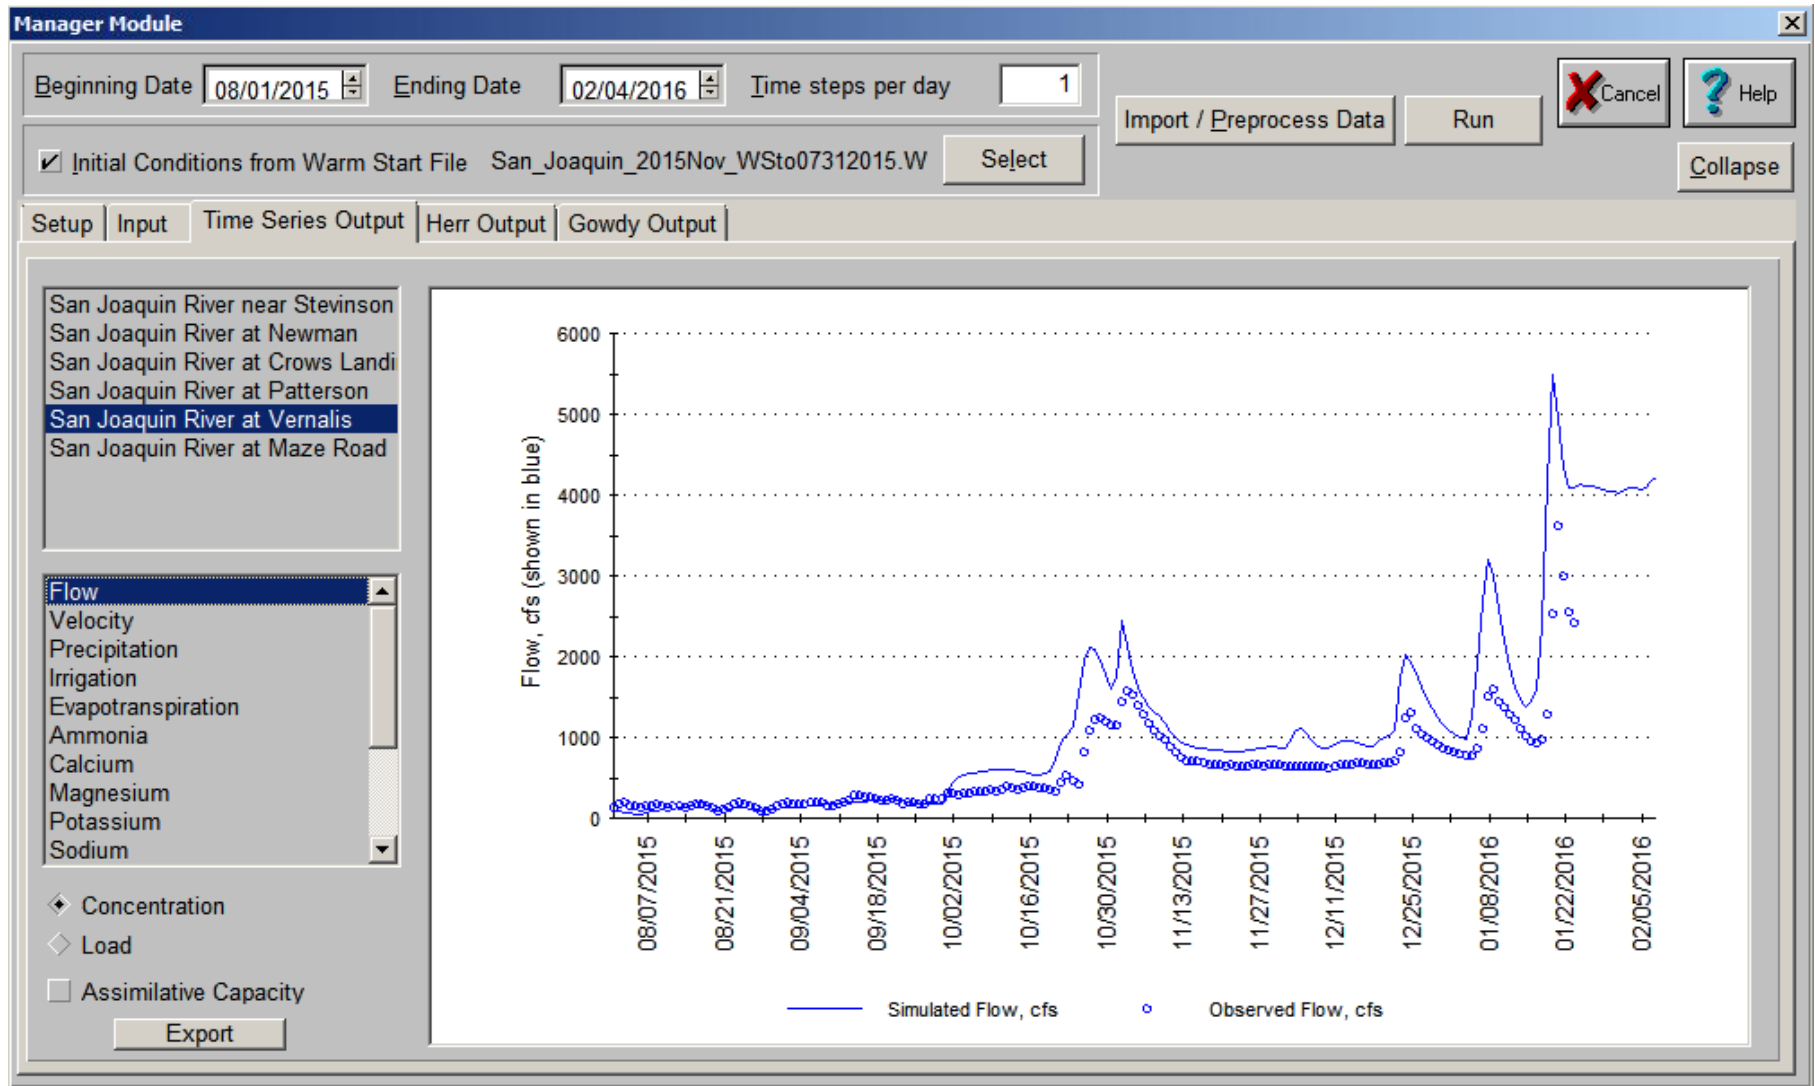 Manager Module
Beginning Date 08/01/2015 Ending Date 02/04/2016 Time steps per day 1
Import / Preprocess Data Run Cancel Help
Initial Conditions from Warm Start File San_Joaquin_2015Nov_WSto07312015.W Select
Collapse
Setup Input Time Series Output Herr Output Gowdy Output
San Joaquin River near Stevinson
San Joaquin River at Newman
San Joaquin River at Crows Landi
San Joaquin River at Patterson
San Joaquin River at Vernalis
San Joaquin River at Maze Road
Flow
Velocity
Precipitation
Irrigation
Evapotranspiration
Ammonia
Calcium
Magnesium
Potassium
Sodium
Concentration
Load
Assimilative Capacity
Export
Flow, cfs (shown in blue)
6000
5000
4000
3000
2000
1000
0
08/07/2015
08/21/2015
09/04/2015
09/18/2015
10/02/2015
10/16/2015
10/30/2015
11/13/2015
11/27/2015
12/11/2015
12/25/2015
01/08/2016
01/22/2016
02/05/2016
Simulated Flow, cfs Observed Flow, cfs